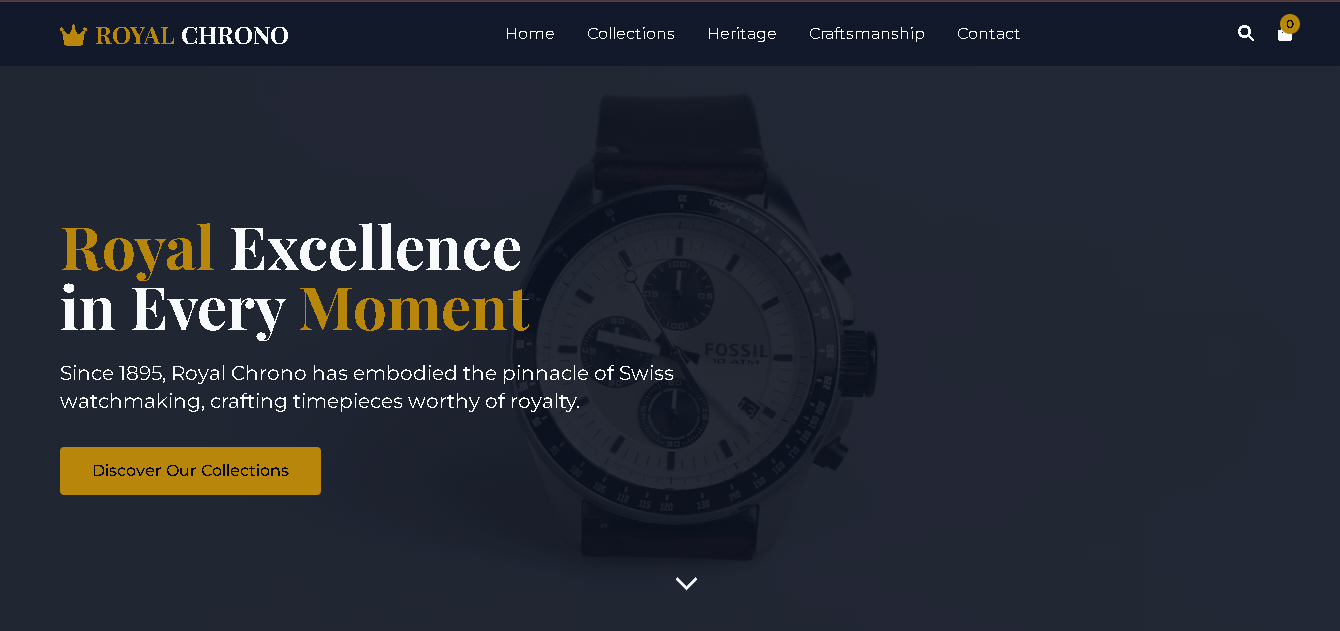 ROYAL CHRONO
Home
Collections
Heritage
Craftsmanship
Contact
0
Royal Excellence
in Every Moment
Since 1895, Royal Chrono has embodied the pinnacle of Swiss
watchmaking, crafting timepieces worthy of royalty.
Discover Our Collections
FOSSIL
10 ATM